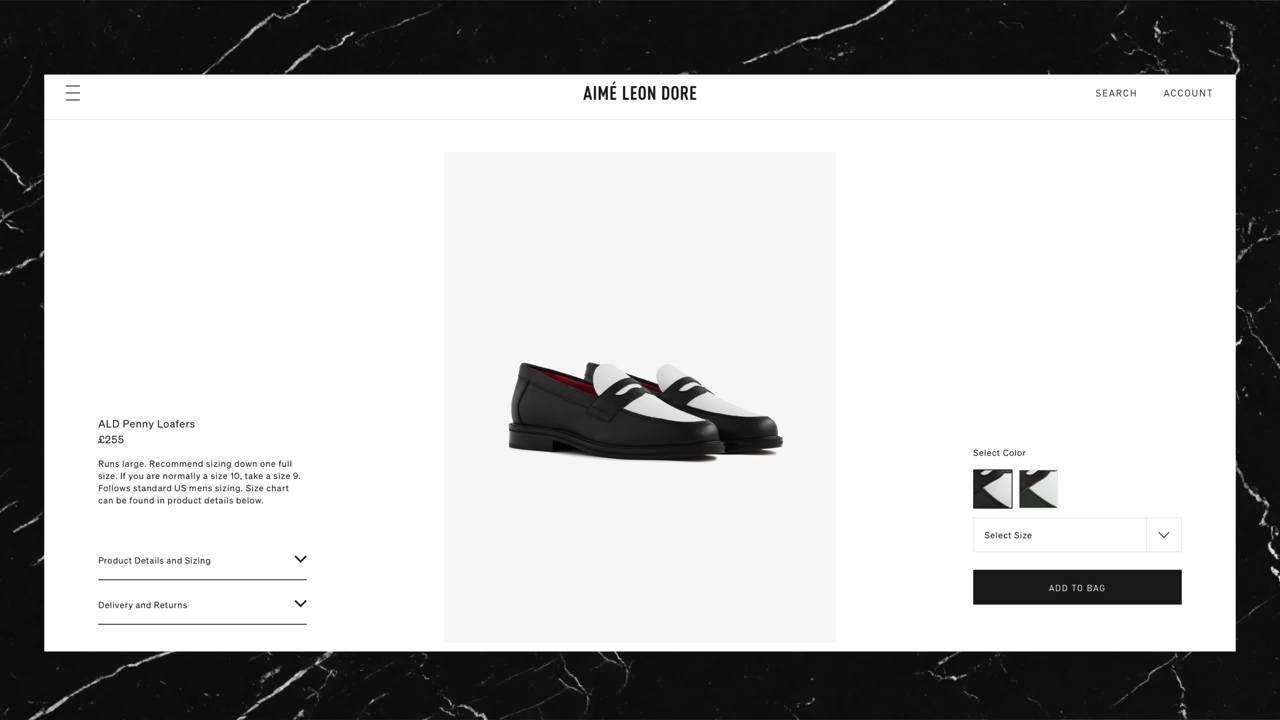 AIMÉ LEON DORE
SEARCH
ACCOUNT
ALD Penny Loafers
£255
Runs large. Recommend sizing down one full
size. If you are normally a size 10, take a size 9.
Follows standard US mens sizing. Size chart
can be found in product details below.
Product Details and Sizing
Delivery and Returns
Select Color
Select Size
ADD TO BAG